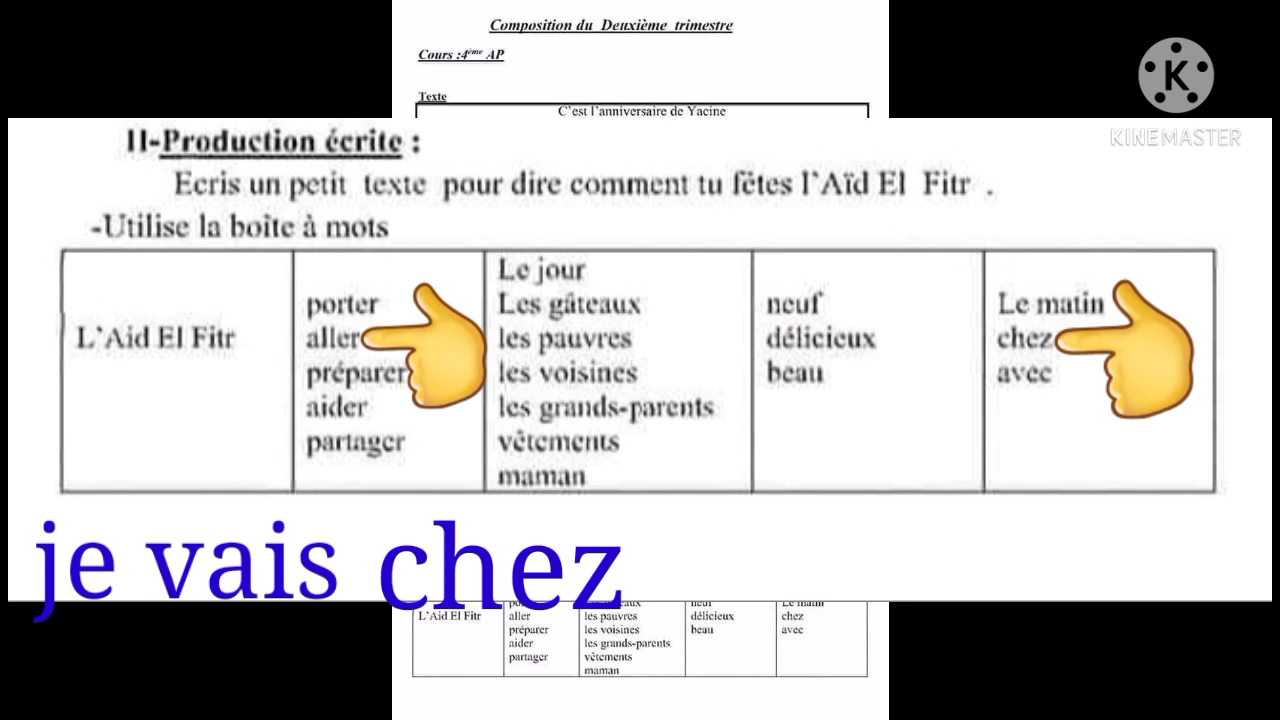 Composition du Deuxième trimestre
Cours :4ème AP
Texte
C'est l'anniversaire de Yacine
K
KINEMASTER
II-Production écrite :
Ecris un petit texte pour dire comment tu fêtes l'Aïd El Fitr .
-Utilise la boîte à mots
L'Aid El Fitr
porter
aller
préparer
aider
partager
Le jour
Les gâteaux
les pauvres
les voisines
les grands-parents
vêtements
maman
neuf
délicieux
beau
Le matin
chez
avec
je vais chez
L'Aid El Fitr
aller
préparer
aider
partager
les pauvres
les voisines
les grands-parents
vêtements
maman
neuf
délicieux
beau
Le matin
chez
avec